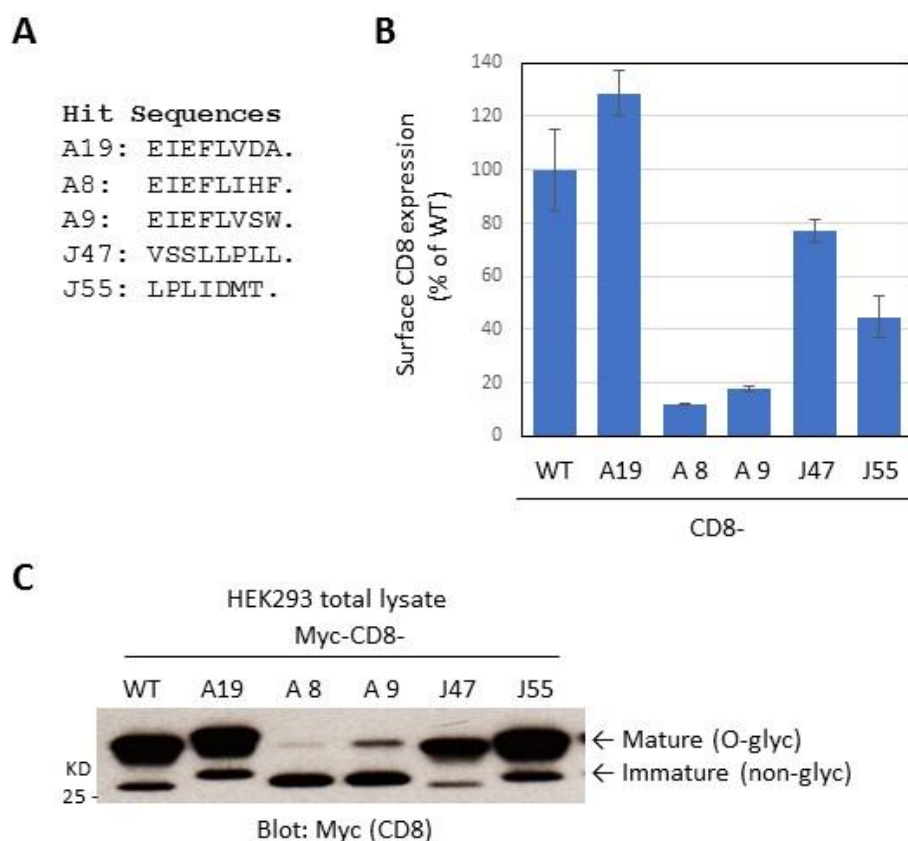 A
Hit Sequences
A19: EIEFLVDA.
A8: EIEFLIHF.
A9: EIEFLVSW.
J47: VSSLLPLL.
J55: LPLIDMT.
B
Surface CD8 expression
(% of WT)
140
120
100
80
60
40
20
0
WT A19 A 8 A 9 J47 J55
CD8-
C
HEK293 total lysate
Myc-CD8-
WT A19 A 8 A 9 J47 J55
← Mature (O-glyc)
KD
← Immature (non-glyc)
25 -
Blot: Myc (CD8)